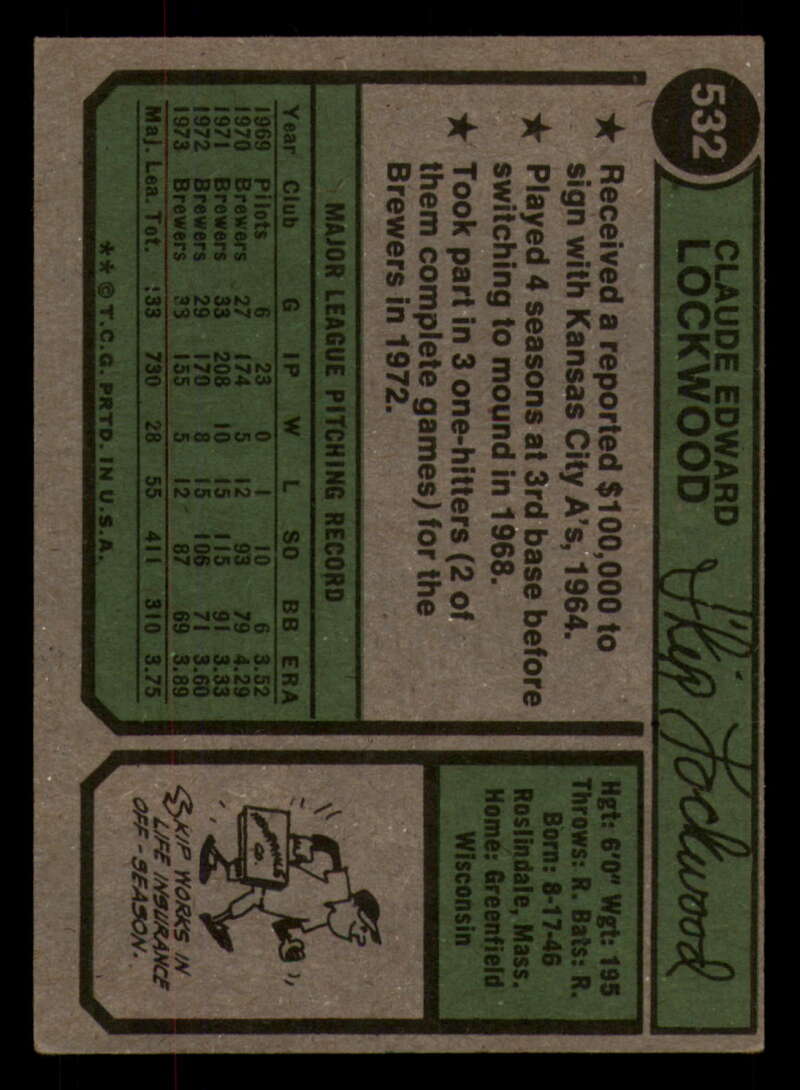 532
CLAUDE EDWARD
LOCKWOOD
Skip Lockwood
★ Received a reported $100,000 to
sign with Kansas City A's, 1964.
★ Played 4 seasons at 3rd base before
switching to mound in 1968.
★ Took part in 3 one-hitters (2 of
them complete games) for the
Brewers in 1972.
MAJOR LEAGUE PITCHING RECORD
Year Club G IP W L SO BB ERA
1969 Pilots 6 23 0 1 10 6 3.52
1970 Brewers 27 174 5 12 93 79 4.29
1971 Brewers 33 208 10 15 115 91 3.33
1972 Brewers 29 170 8 15 106 71 3.60
1973 Brewers 33 155 5 12 87 69 3.89
Maj. Lea. Tot. 133 730 28 55 411 310 3.75
** © T.C.G. PRTD. IN U.S.A.
Hgt: 6'0" Wgt: 195
Throws: R. Bats: R.
Born: 8-17-46
Roslindale, Mass.
Home: Greenfield
Wisconsin
CO.
SKIP WORKS IN
LIFE INSURANCE
OFF-SEASON.